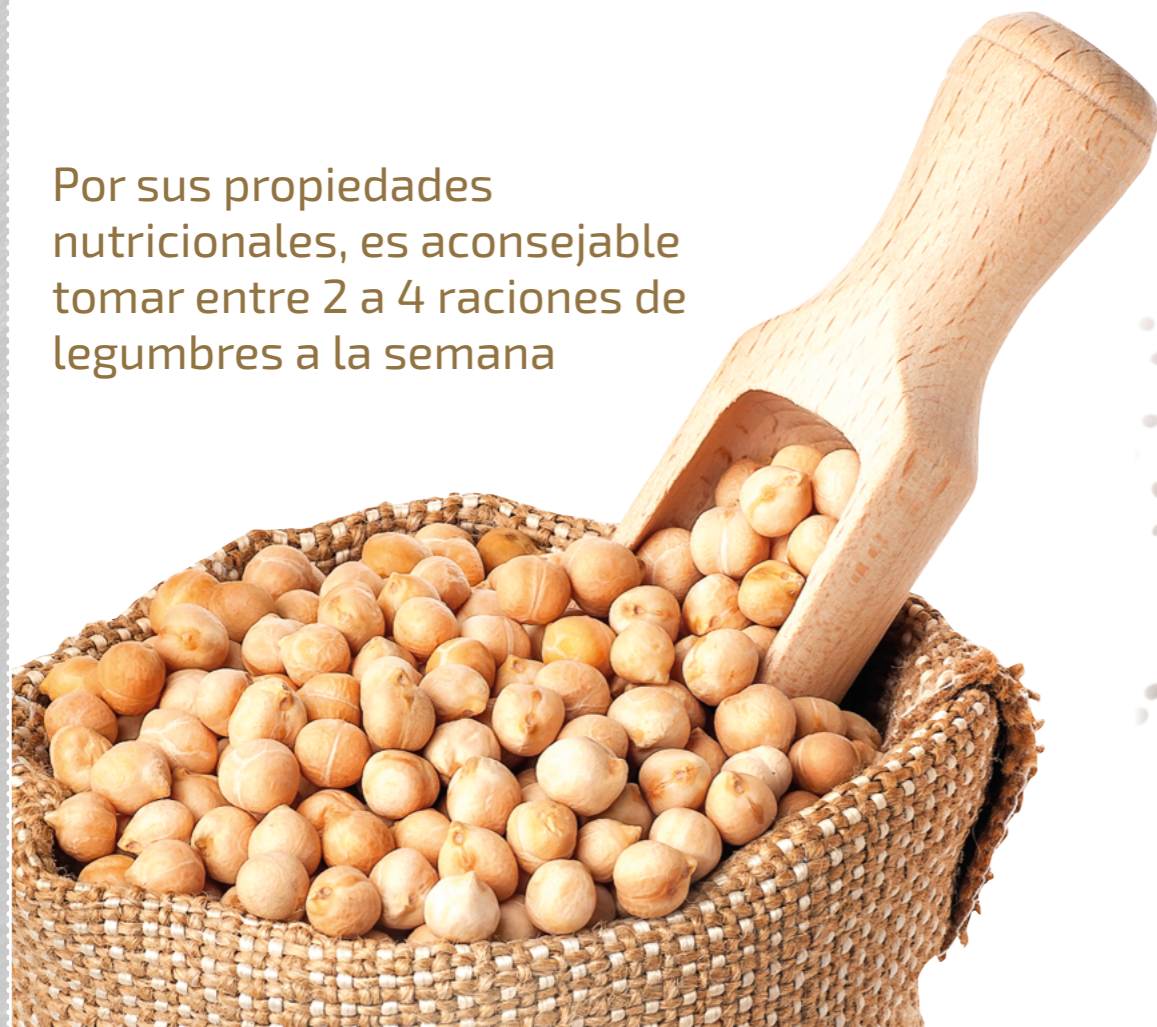 Por sus propiedades
nutricionales, es aconsejable
tomar entre 2 a 4 raciones de
legumbres a la semana